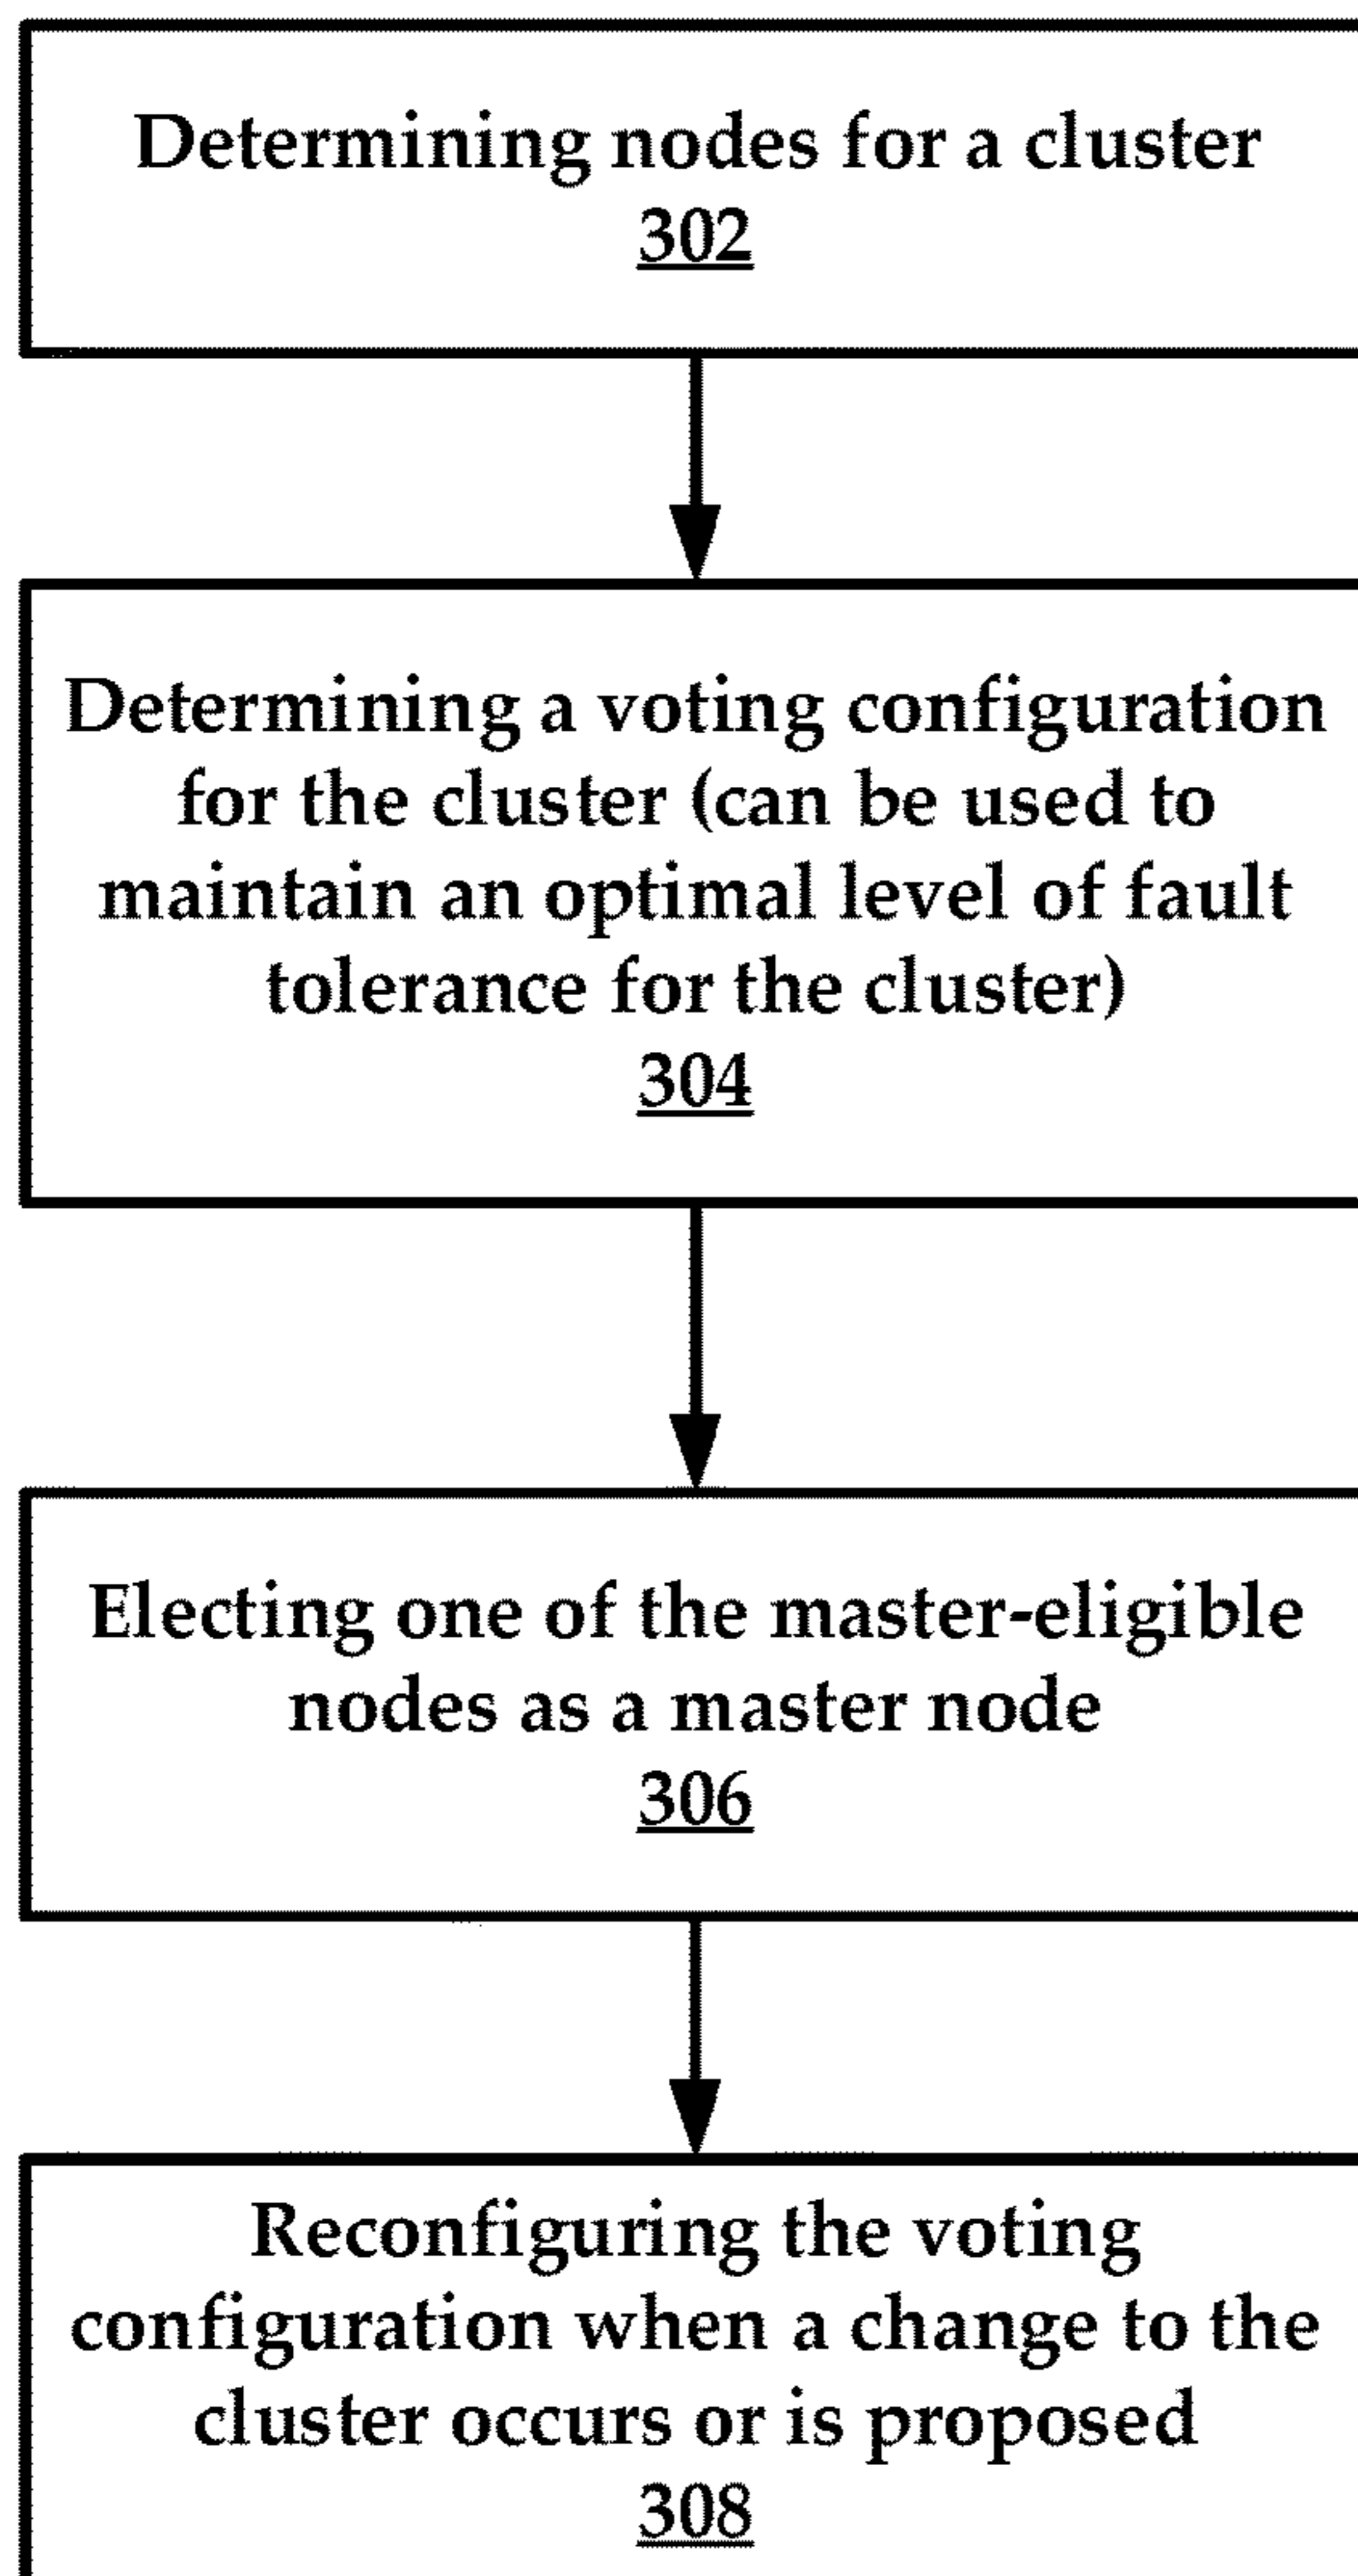 Determining nodes for a cluster
302
Determining a voting configuration
for the cluster (can be used to
maintain an optimal level of fault
tolerance for the cluster)
304
Electing one of the master-eligible
nodes as a master node
306
Reconfiguring the voting
configuration when a change to the
cluster occurs or is proposed
308